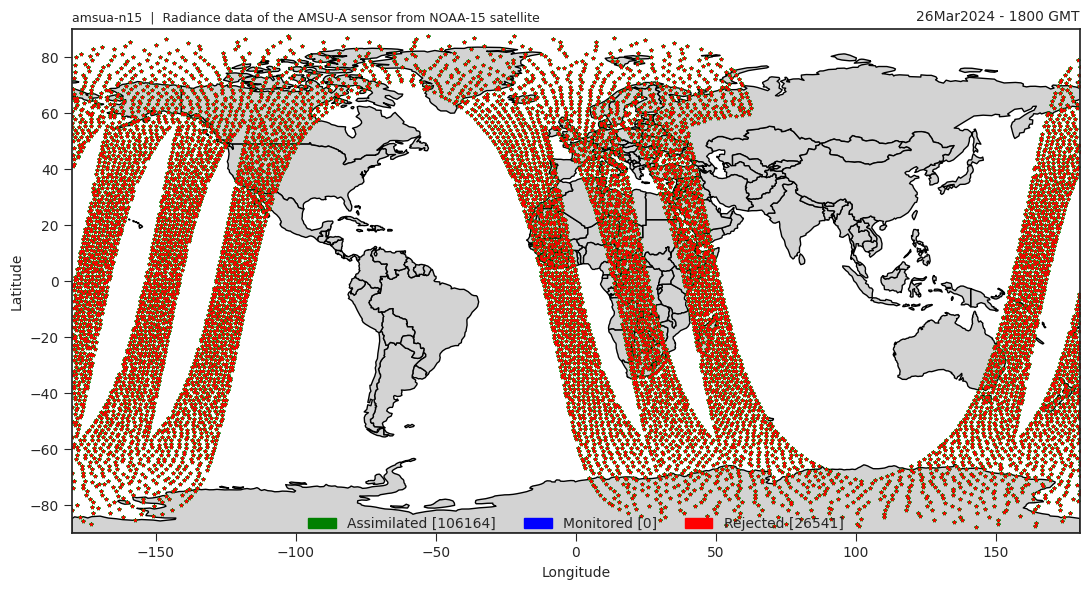 amsua-n15 | Radiance data of the AMSU-A sensor from NOAA-15 satellite
26Mar2024 - 1800 GMT
80
60
40
20
0
−20
−40
−60
−80
Latitude
Assimilated [106164] Monitored [0] Rejected [26541]
−150 −100 −50 0 50 100 150
Longitude